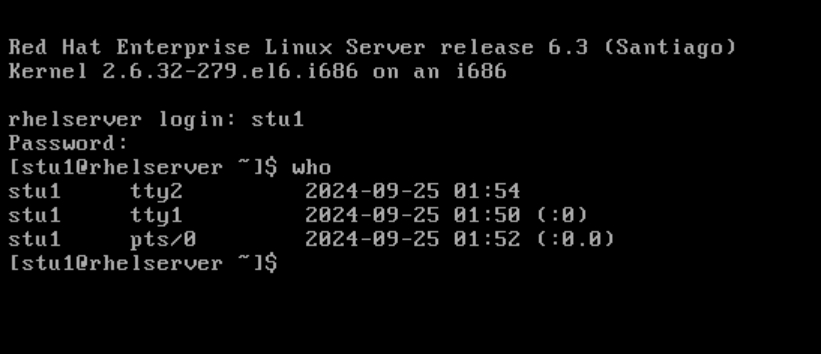 Red Hat Enterprise Linux Server release 6.3 (Santiago)
Kernel 2.6.32-279.el6.i686 on an i686
rhelserver login: stu1
Password:
[stu1@rhelserver ~]$ who
stu1     tty2         2024-09-25 01:54
stu1     tty1         2024-09-25 01:50 (:0)
stu1     pts/0        2024-09-25 01:52 (:0.0)
[stu1@rhelserver ~]$